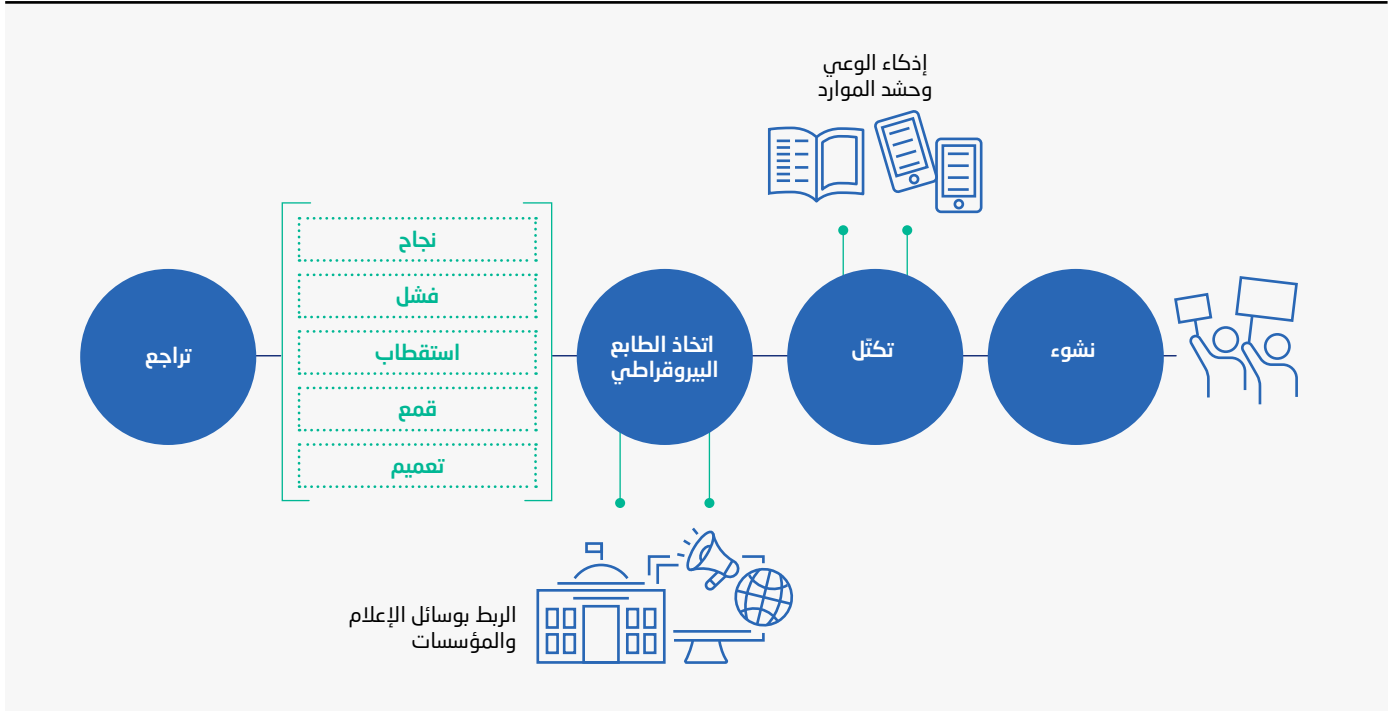 إذكاء الوعي
وحشد الموارد
نشوء
تكتّل
اتخاذ الطابع
البيروقراطي
الربط بوسائل الإعلام
والمؤسسات
نجاح
فشل
استقطاب
قمع
تعميم
تراجع